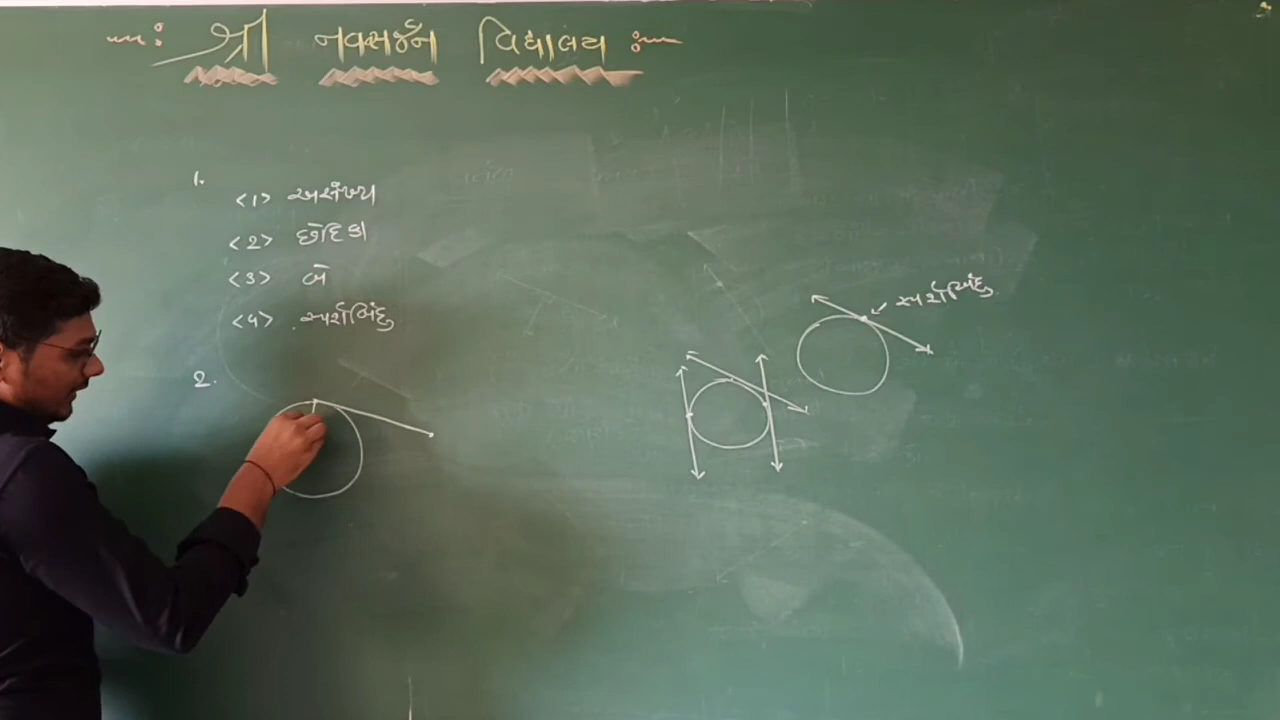 શ્રી નવસર્જન વિદ્યાલય
1.
<1> અસંખ્ય
<2> છેદિકા
<3> બે
<4> સ્પર્શબિંદુ
સ્પર્શબિંદુ
2.